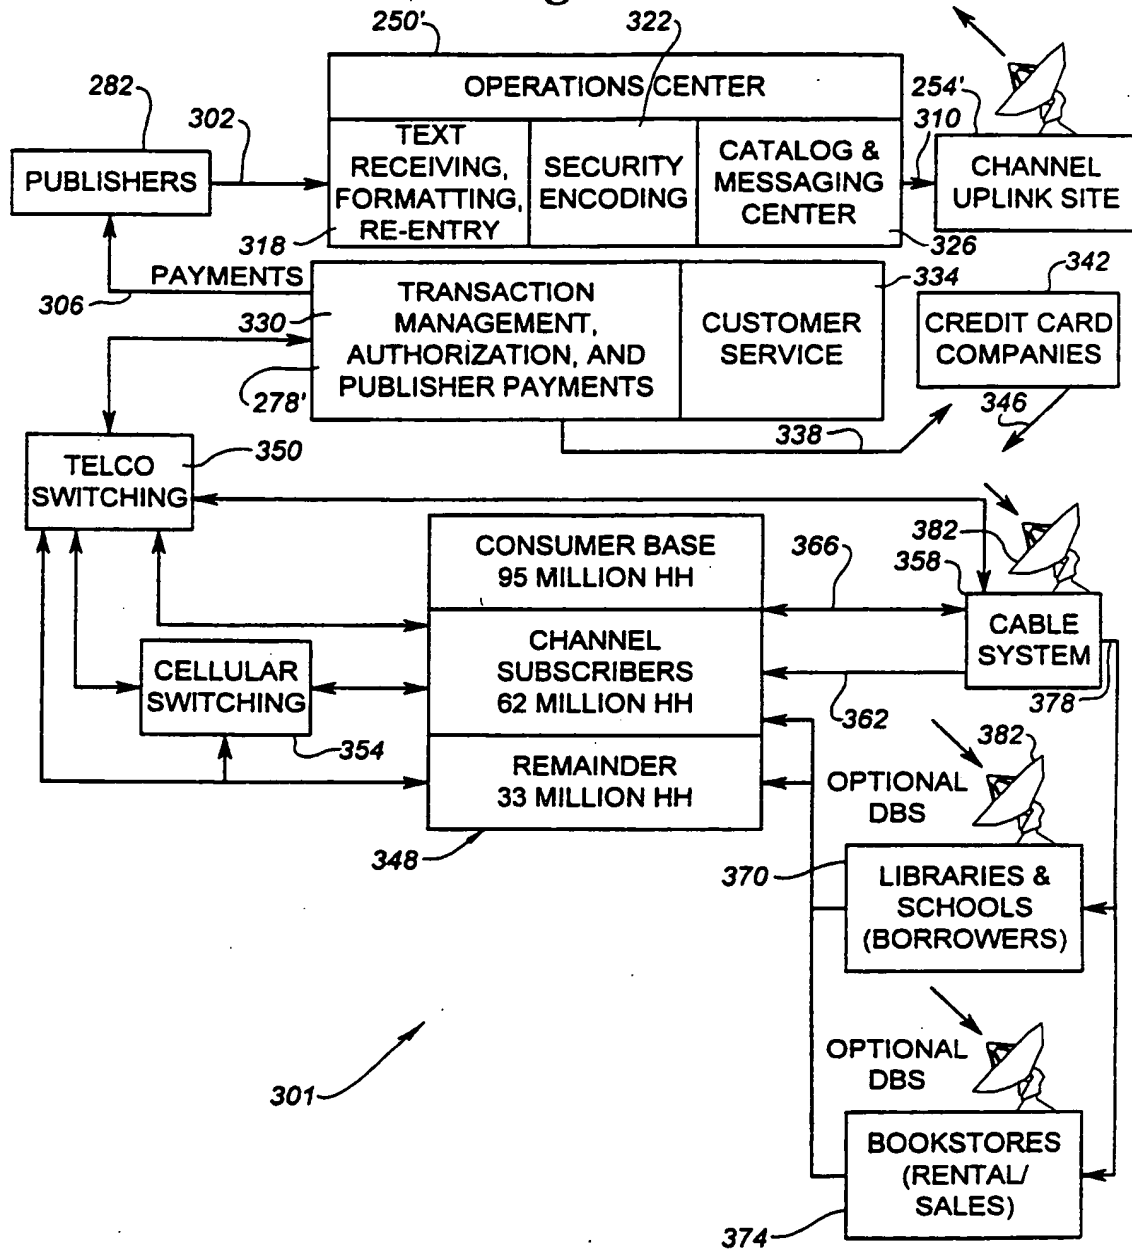 250'
322
282
302
OPERATIONS CENTER
254'
310
PUBLISHERS
TEXT
RECEIVING,
FORMATTING,
RE-ENTRY
318
SECURITY
ENCODING
CATALOG &
MESSAGING
CENTER
326
CHANNEL
UPLINK SITE
PAYMENTS
306
330
TRANSACTION
MANAGEMENT,
AUTHORIZATION, AND
PUBLISHER PAYMENTS
278'
CUSTOMER
SERVICE
334
342
CREDIT CARD
COMPANIES
346
338
TELCO
SWITCHING
350
CONSUMER BASE
95 MILLION HH
366
382
358
CHANNEL
SUBSCRIBERS
62 MILLION HH
CABLE
SYSTEM
CELLULAR
SWITCHING
354
362
378
REMAINDER
33 MILLION HH
348
382
OPTIONAL
DBS
370
LIBRARIES &
SCHOOLS
(BORROWERS)
301
OPTIONAL
DBS
BOOKSTORES
(RENTAL/
SALES)
374